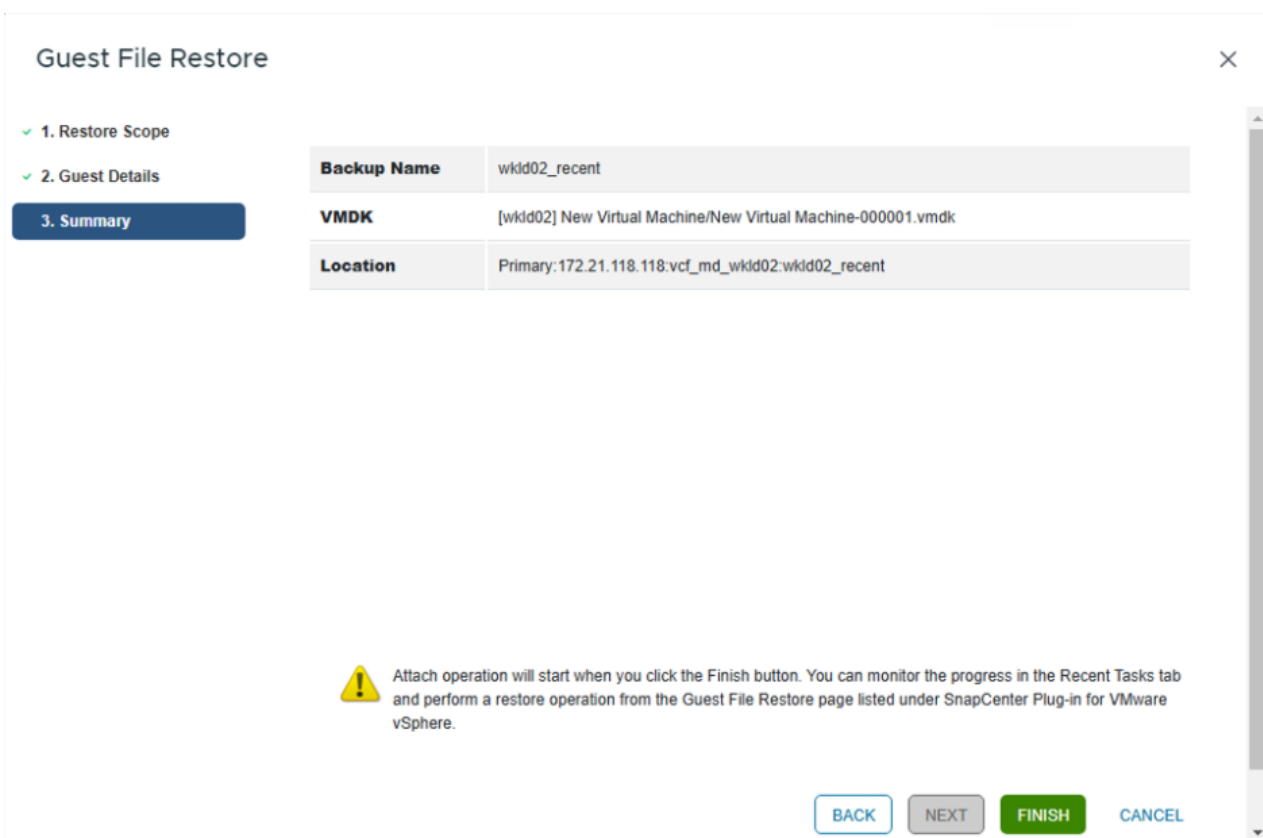 Guest File Restore
1. Restore Scope
2. Guest Details
3. Summary
Backup Name wkld02_recent
VMDK [wkld02] New Virtual Machine/New Virtual Machine-000001.vmdk
Location Primary:172.21.118.118:vcf_md_wkld02:wkld02_recent
Attach operation will start when you click the Finish button. You can monitor the progress in the Recent Tasks tab
and perform a restore operation from the Guest File Restore page listed under SnapCenter Plug-in for VMware
vSphere.
BACK NEXT FINISH CANCEL